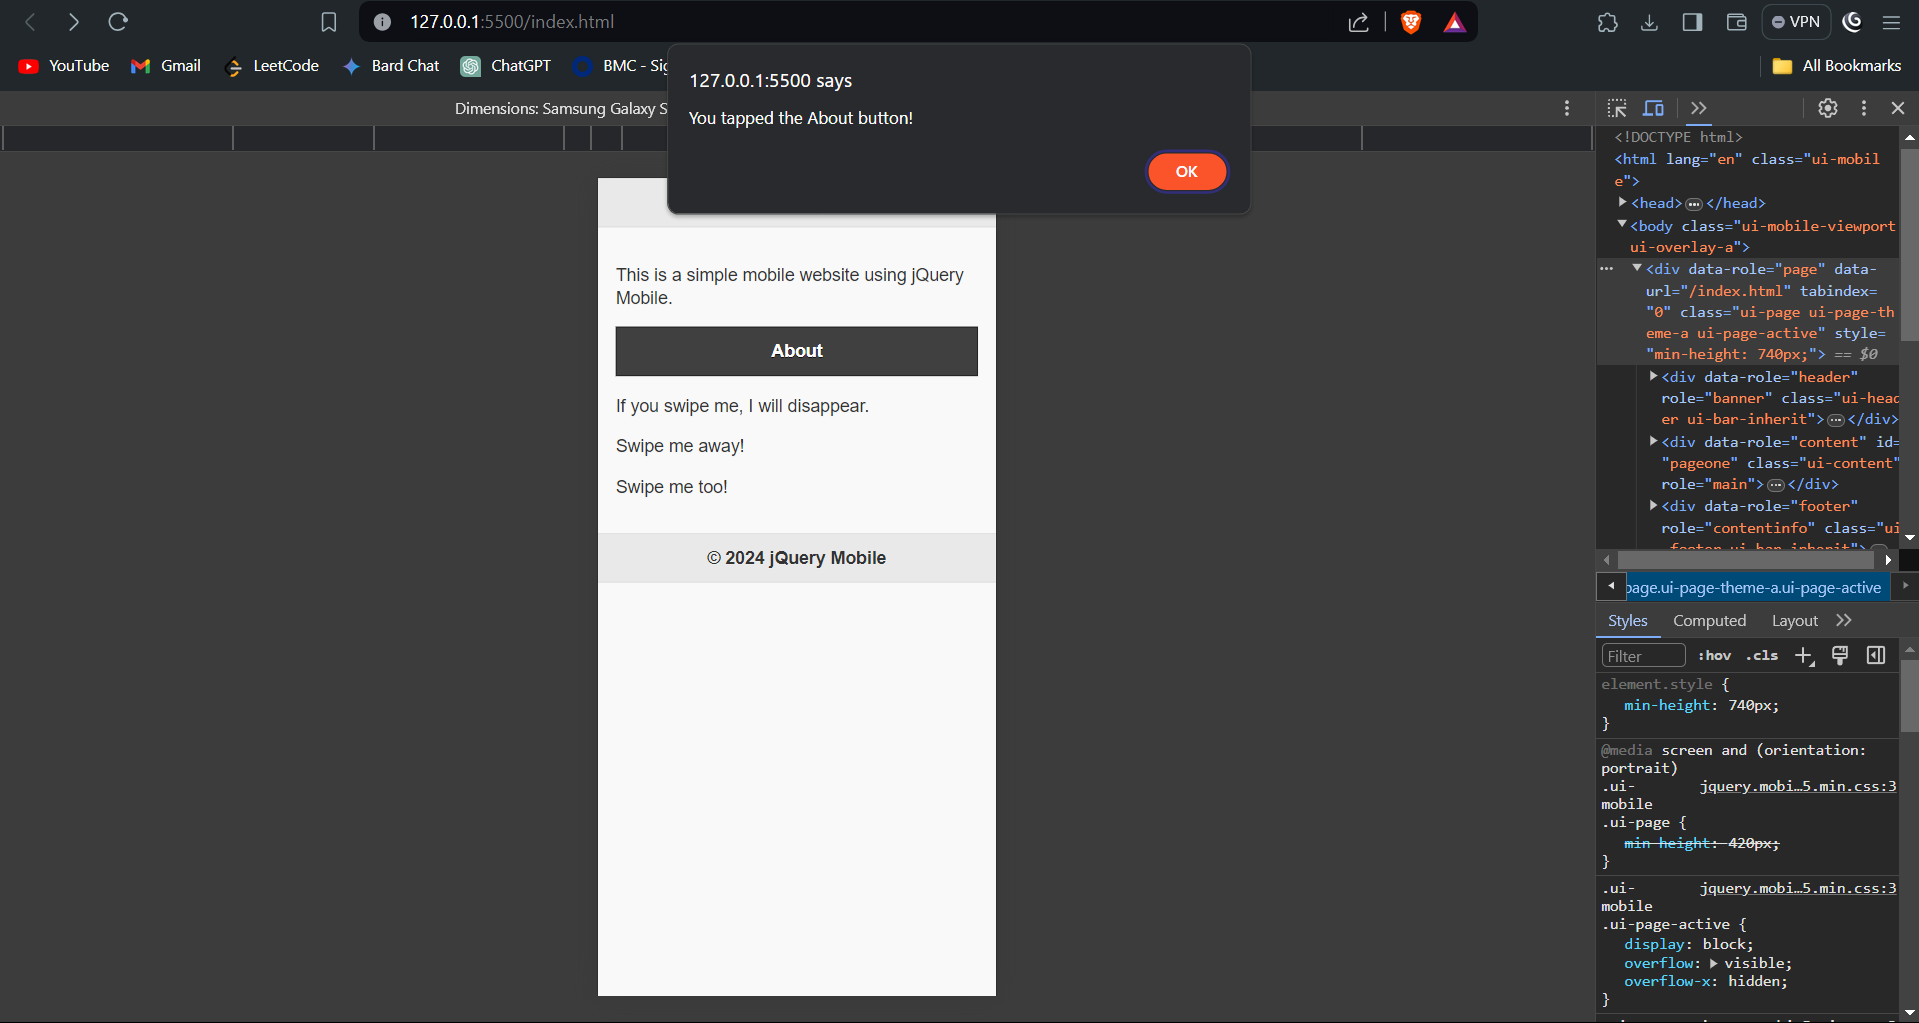 127.0.0.1:5500/index.html
VPN
YouTube
Gmail
LeetCode
Bard Chat
ChatGPT
BMC - Sig
All Bookmarks
127.0.0.1:5500 says
You tapped the About button!
OK
Dimensions: Samsung Galaxy S
This is a simple mobile website using jQuery
Mobile.
About
If you swipe me, I will disappear.
Swipe me away!
Swipe me too!
© 2024 jQuery Mobile
<!DOCTYPE html>
<html lang="en" class="ui-mobil
e">
<head> … </head>
<body class="ui-mobile-viewport
ui-overlay-a">
<div data-role="page" data-
url="/index.html" tabindex=
"0" class="ui-page ui-page-th
eme-a ui-page-active" style=
"min-height: 740px;"> == $0
<div data-role="header"
role="banner" class="ui-head
er ui-bar-inherit"> … </div>
<div data-role="content" id=
"pageone" class="ui-content"
role="main"> … </div>
<div data-role="footer"
role="contentinfo" class="ui
page.ui-page-theme-a.ui-page-active
Styles
Computed
Layout
Filter
:hov
.cls
element.style {
min-height: 740px;
}
@media screen and (orientation:
portrait)
.ui- jquery.mobi…5.min.css:3
mobile
.ui-page {
min-height: 420px;
}
.ui- jquery.mobi…5.min.css:3
mobile
.ui-page-active {
display: block;
overflow: visible;
overflow-x: hidden;
}